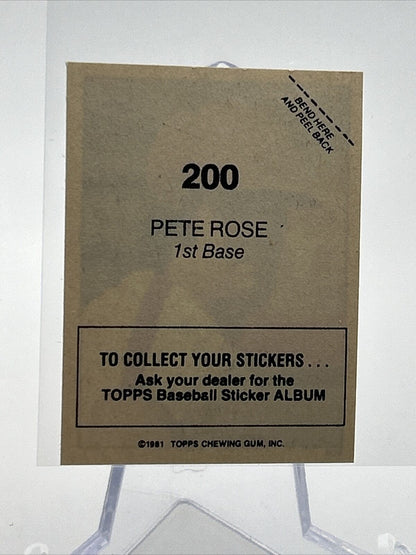 BEND HERE
AND PEEL BACK
200
PETE ROSE
1st Base
TO COLLECT YOUR STICKERS...
Ask your dealer for the
TOPPS Baseball Sticker ALBUM
©1981 TOPPS CHEWING GUM, INC.